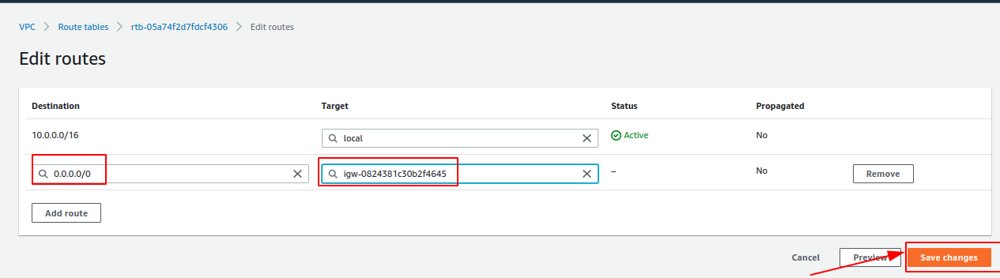 VPC > Route tables > rtb-05a74f2d7fdcf4306 > Edit routes
Edit routes
Destination Target Status Propagated
10.0.0.0/16 local Active No
0.0.0.0/0 igw-0824381c30b2f4645 – No Remove
Add route
Cancel Preview Save changes